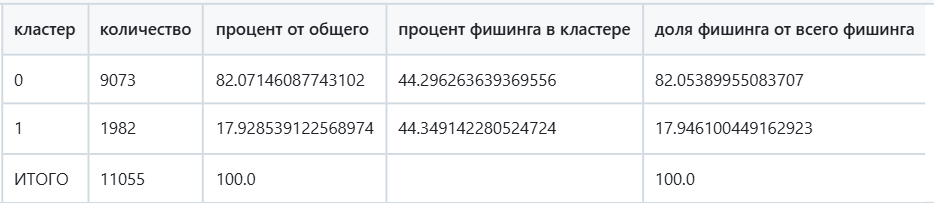 кластер количество процент от общего процент фишинга в кластере доля фишинга от всего фишинга
0 9073 82.07146087743102 44.296263639369556 82.05389955083707
1 1982 17.928539122568974 44.349142280524724 17.946100449162923
ИТОГО 11055 100.0 100.0